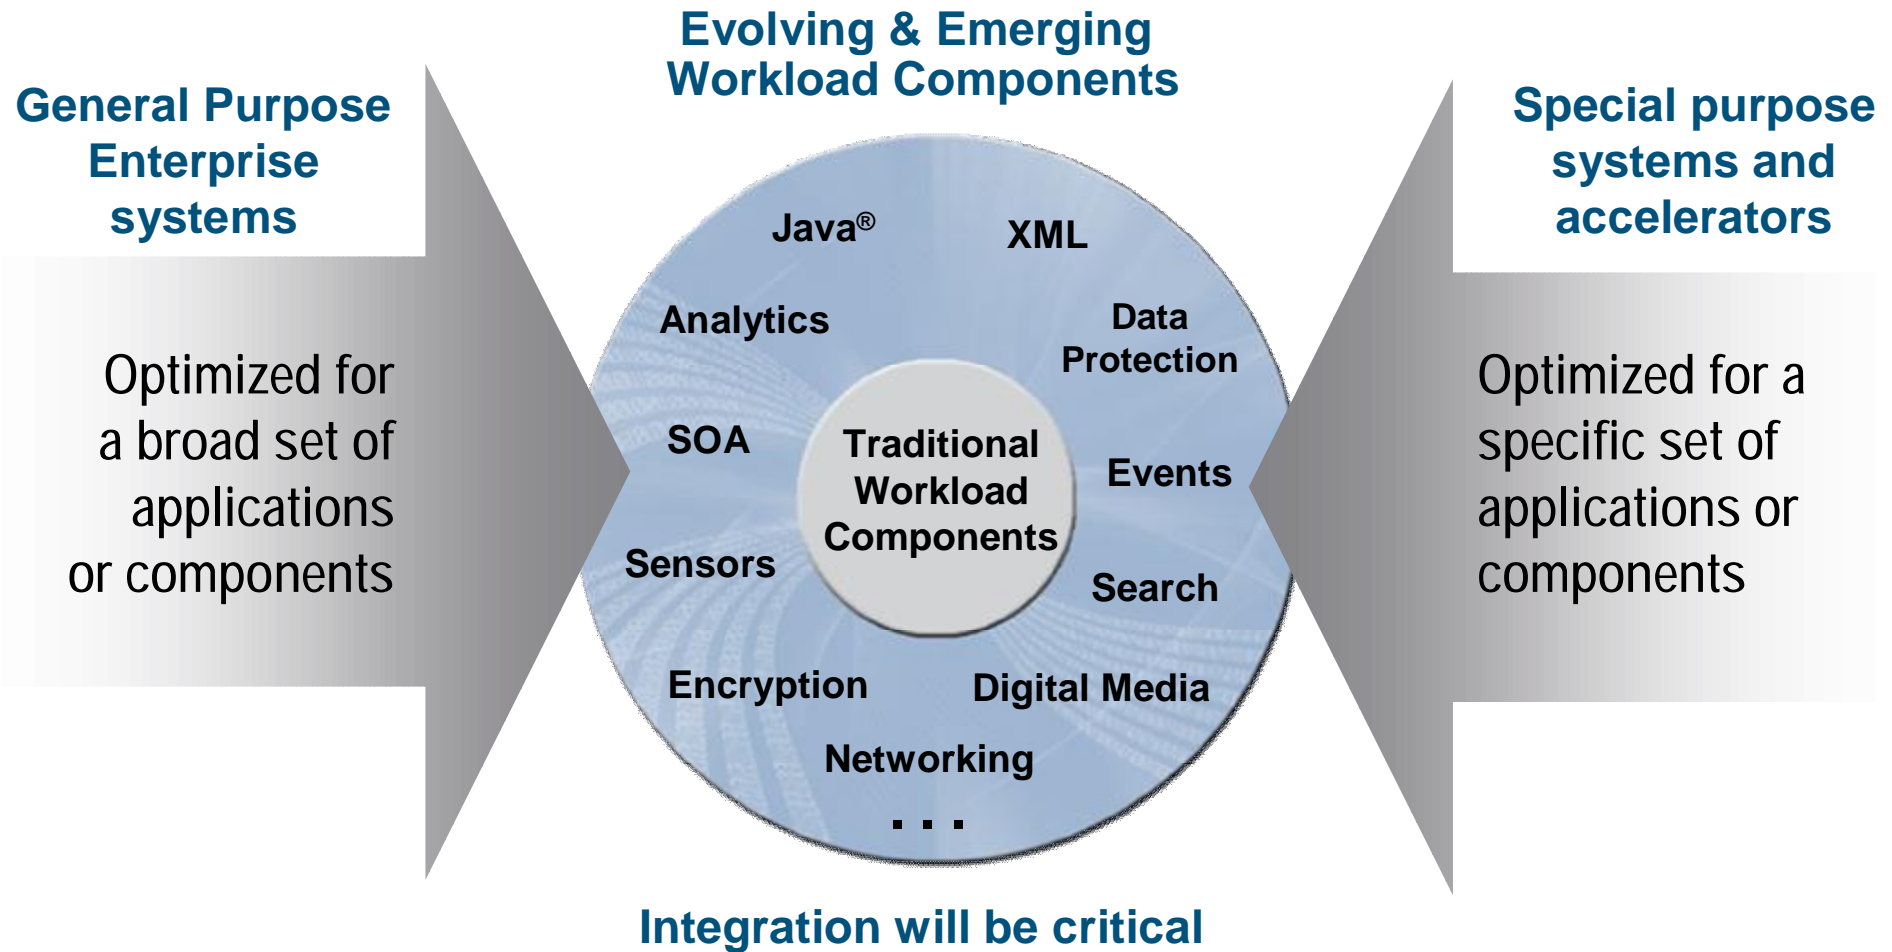 Evolving & Emerging
Workload Components
General Purpose
Enterprise
systems
Optimized for
a broad set of
applications
or components
Java®
XML
Analytics
Data
Protection
SOA
Traditional
Workload
Components
Events
Sensors
Search
Encryption
Digital Media
Networking
. . .
Special purpose
systems and
accelerators
Optimized for a
specific set of
applications or
components
Integration will be critical